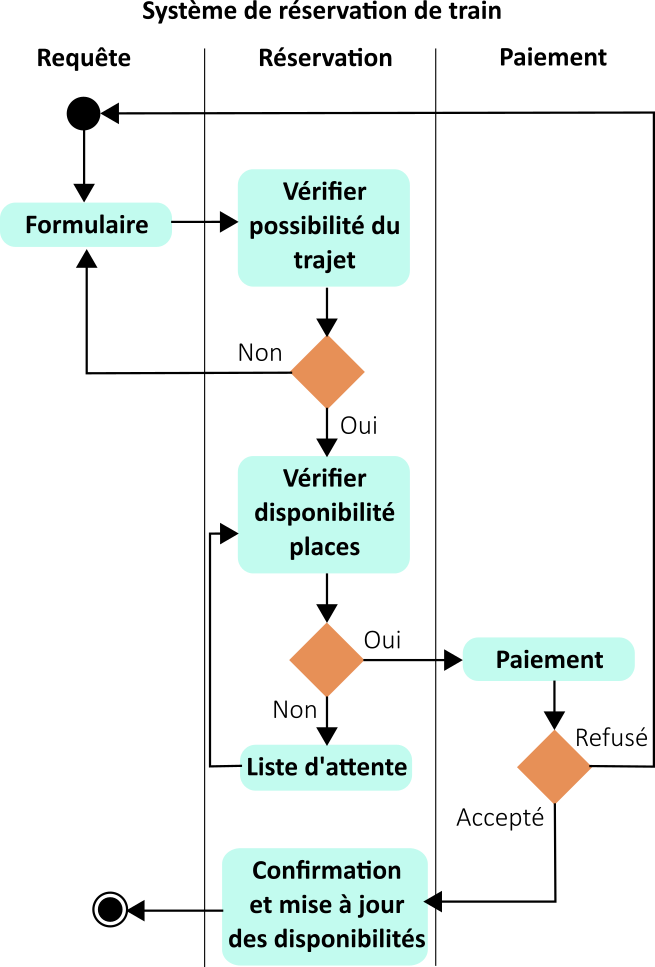 Système de réservation de train
Requête
Réservation
Paiement
Formulaire
Vérifier
possibilité du
trajet
Non
Oui
Vérifier
disponibilité
places
Oui
Paiement
Non
Refusé
Liste d'attente
Accepté
Confirmation
et mise à jour
des disponibilités